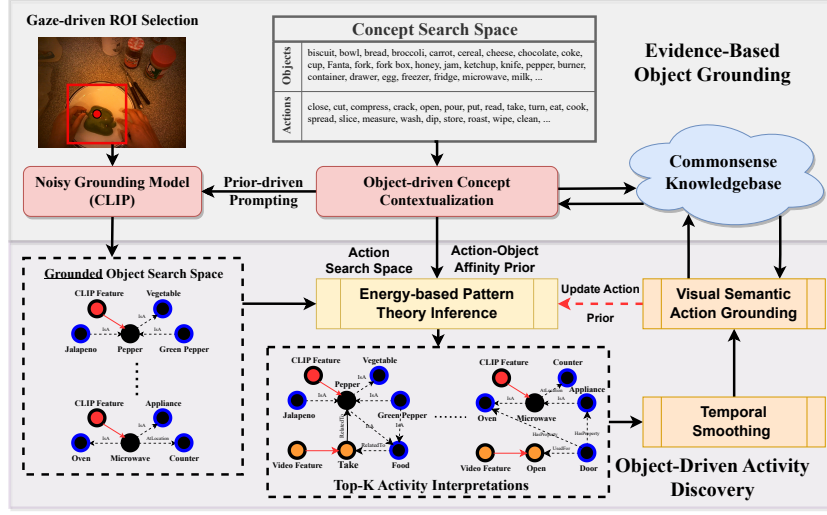 Gaze-driven ROI Selection
Concept Search Space
Objects
biscuit, bowl, bread, broccoli, carrot, cereal, cheese, chocolate, coke,
cup, Fanta, fork, fork box, honey, jam, ketchup, knife, pepper, burner,
container, drawer, egg, freezer, fridge, microwave, milk, ...
Actions
close, cut, compress, crack, open, pour, put, read, take, turn, eat, cook,
spread, slice, measure, wash, dip, store, roast, wipe, clean, ...
Evidence-Based
Object Grounding
Noisy Grounding Model
(CLIP)
Prior-driven
Prompting
Object-driven Concept
Contextualization
Commonsense
Knowledgebase
Grounded Object Search Space
CLIP Feature
Vegetable
IsA
IsA
IsA
Jalapeno
Pepper
Green Pepper
CLIP Feature
Appliance
IsA
IsA
AtLocation
Oven
Microwave
Counter
Action
Search Space
Action-Object
Affinity Prior
Energy-based Pattern
Theory Inference
Update Action
Prior
Visual Semantic
Action Grounding
CLIP Feature
Vegetable
Pepper
IsA
IsA
IsA
Jalapeno
Green Pepper
RelatedTo
IsA
IsA
RelatedTo
Video Feature
Take
Food
CLIP Feature
Counter
AtLocation
Appliance
IsA
IsA
Oven
Microwave
HasProperty
HasProperty
UsedFor
Video Feature
Open
Door
Top-K Activity Interpretations
Temporal
Smoothing
Object-Driven Activity
Discovery